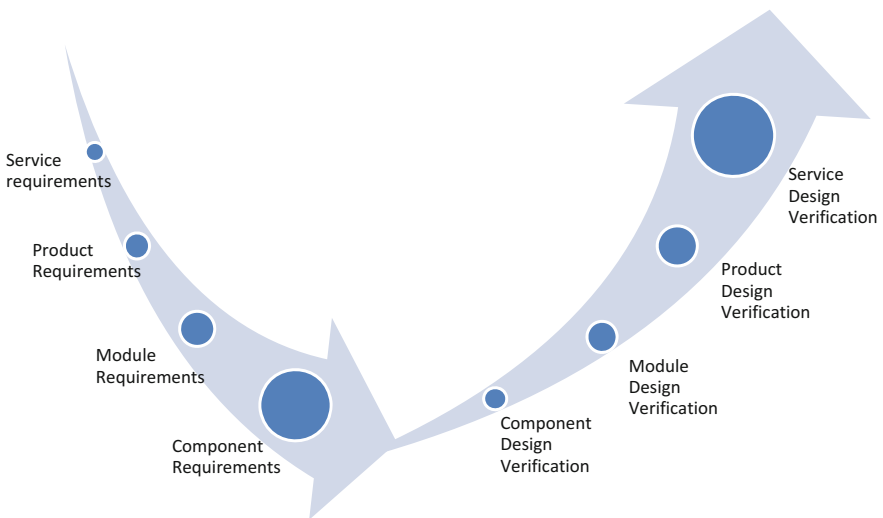 Service
requirements
Product
Requirements
Module
Requirements
Component
Requirements
Component
Design
Verification
Module
Design
Verification
Product
Design
Verification
Service
Design
Verification